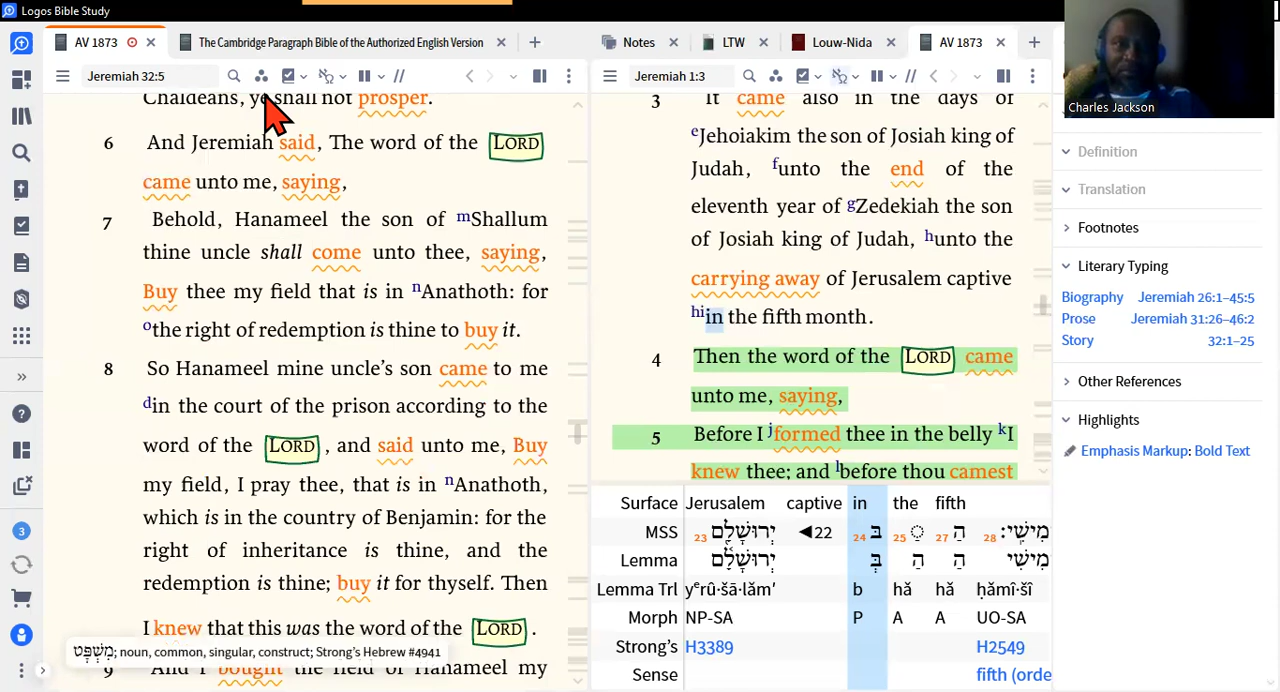 Logos Bible Study
AV 1873
The Cambridge Paragraph Bible of the Authorized English Version
Jeremiah 32:5
Chaldeans, ye shall not prosper.
6 And Jeremiah said, The word of the LORD
came unto me, saying,
7 Behold, Hanameel the son of mShallum
thine uncle shall come unto thee, saying,
Buy thee my field that is in nAnathoth: for
othe right of redemption is thine to buy it.
8 So Hanameel mine uncle's son came to me
din the court of the prison according to the
word of the LORD, and said unto me, Buy
my field, I pray thee, that is in nAnathoth,
which is in the country of Benjamin: for the
right of inheritance is thine, and the
redemption is thine; buy it for thyself. Then
I knew that this was the word of the LORD.
9 And I bought the field of Hanameel my
מִשְׁפָּט; noun, common, singular, construct; Strong's Hebrew #4941
3
Notes
LTW
Louw-Nida
AV 1873
Jeremiah 1:3
3 It came also in the days of
eJehoiakim the son of Josiah king of
Judah, funto the end of the
eleventh year of gZedekiah the son
of Josiah king of Judah, hunto the
carrying away of Jerusalem captive
hiin the fifth month.
4 Then the word of the LORD came
unto me, saying,
5 Before I jformed thee in the belly kI
knew thee; and lbefore thou camest
Surface Jerusalem captive in the fifth
MSS 23 יְרוּשָׁלִַם ◄22 24 בַּ 25 ◌ 27 הַ 28 חֲמִישִׁי׃
Lemma יְרוּשָׁלִַם בְּ הַ הַ חֲמִישִׁי
Lemma Trl yerû·šā·lăm′ b hă hă ḥămî·šî
Morph NP-SA P A A UO-SA
Strong's H3389 H2549
Sense fifth (orde
Charles Jackson
Definition
Translation
Footnotes
Literary Typing
Biography Jeremiah 26:1–45:5
Prose Jeremiah 31:26–46:2
Story 32:1–25
Other References
Highlights
Emphasis Markup: Bold Text